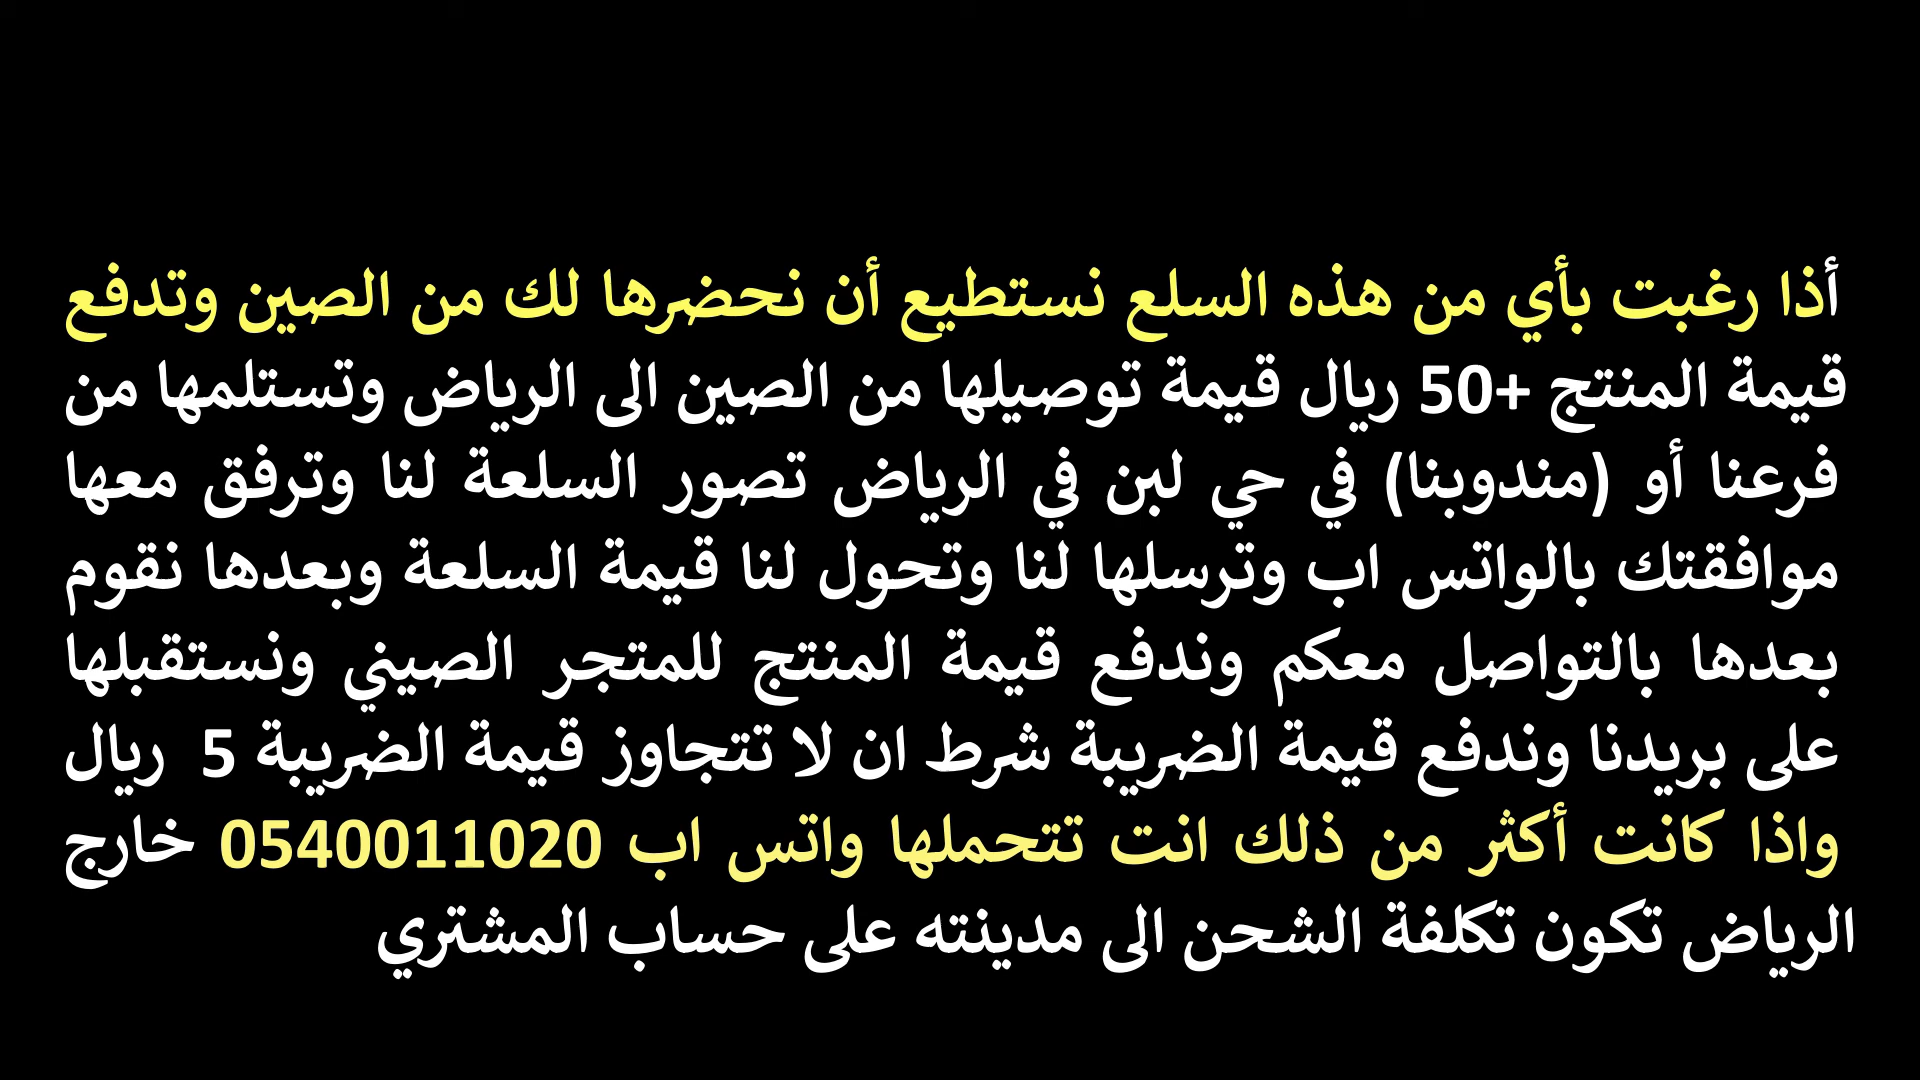 أذا رغبت بأي من هذه السلع نستطيع أن نحضرها لك من الصين وتدفع
قيمة المنتج +50 ريال قيمة توصيلها من الصين الى الرياض وتستلمها من
فرعنا أو (مندوبنا) في حي لبن في الرياض تصور السلعة لنا وترفق معها
موافقتك بالواتس اب وترسلها لنا وتحول لنا قيمة السلعة وبعدها نقوم
بعدها بالتواصل معكم وندفع قيمة المنتج للمتجر الصيني ونستقبلها
على بريدنا وندفع قيمة الضريبة شرط ان لا تتجاوز قيمة الضريبة 5 ريال
واذا كانت أكثر من ذلك انت تتحملها واتس اب 0540011020 خارج
الرياض تكون تكلفة الشحن الى مدينته على حساب المشتري